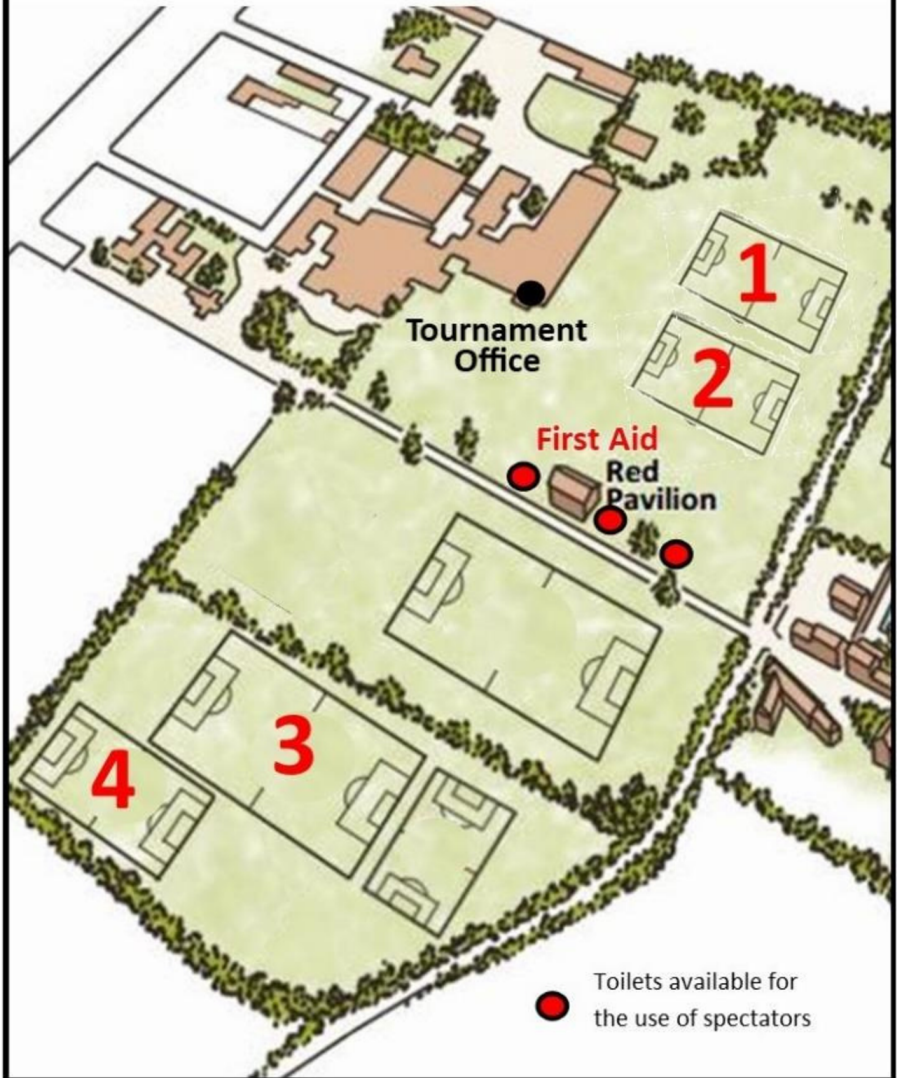 1
Tournament
Office
2
First Aid
Red
Pavilion
3
4
Toilets available for
the use of spectators